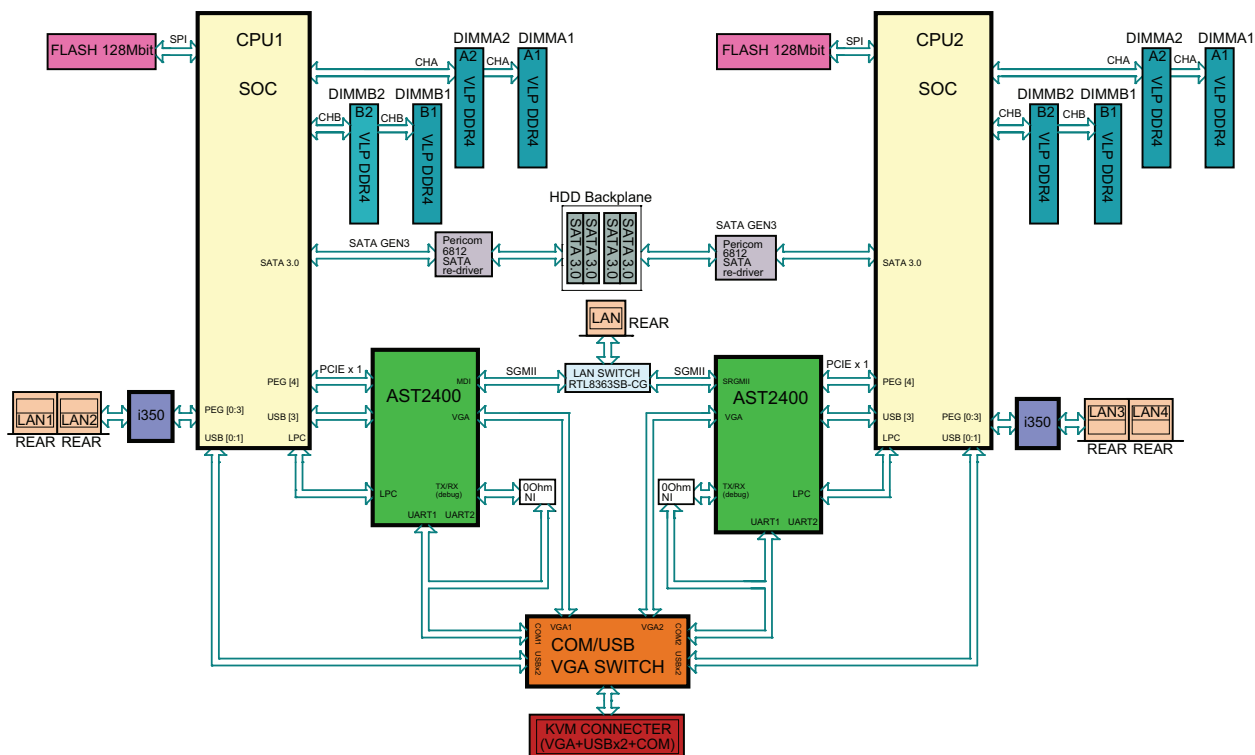 FLASH 128Mbit
SPI
CPU1
SOC
DIMMA2
DIMMA1
CHA
A2
VLP DDR4
CHA
A1
VLP DDR4
DIMMB2
DIMMB1
CHB
B2
VLP DDR4
CHB
B1
VLP DDR4
FLASH 128Mbit
SPI
CPU2
SOC
DIMMA2
DIMMA1
CHA
A2
VLP DDR4
CHA
A1
VLP DDR4
DIMMB2
DIMMB1
CHB
B2
VLP DDR4
CHB
B1
VLP DDR4
HDD Backplane
SATA 3.0
SATA 3.0
SATA 3.0
SATA 3.0
SATA 3.0
SATA GEN3
Pericom
6812
SATA
re-driver
SATA GEN3
Pericom
6812
SATA
re-driver
SATA 3.0
LAN
REAR
LAN SWITCH
RTL8363SB-CG
SGMII
SGMII
PEG [4]
PCIE x 1
MDI
AST2400
VGA
USB [3]
PEG [0:3]
USB [0:1]
LPC
LPC
TX/RX
(debug)
UART1
UART2
0Ohm
NI
LAN1
LAN2
REAR
REAR
i350
SRGMII
AST2400
VGA
PCIE x 1
PEG [4]
USB [3]
PEG [0:3]
LPC
USB [0:1]
TX/RX
(debug)
LPC
UART1
UART2
0Ohm
NI
i350
LAN3
LAN4
REAR
REAR
VGA1
VGA2
COM1
USBx2
COM/USB
VGA SWITCH
COM2
USBx2
KVM CONNECTER
(VGA+USBx2+COM)